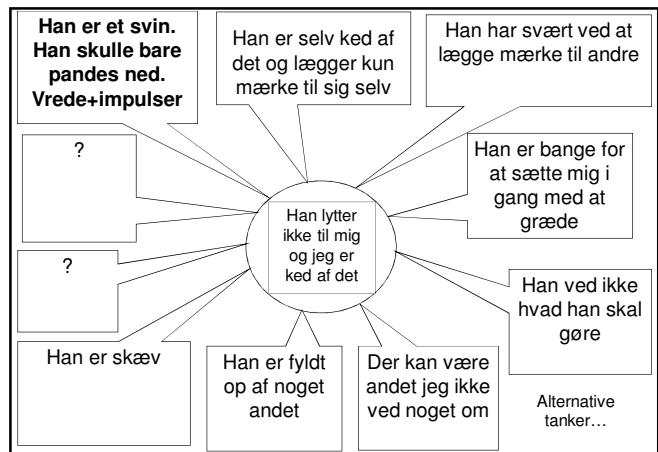 Han er et svin.
Han skulle bare
pandes ned.
Vrede+impulser
Han er selv ked af
det og lægger kun
mærke til sig selv
Han har svært ved at
lægge mærke til andre
?
Han er bange for
at sætte mig i
gang med at
græde
Han lytter
ikke til mig
og jeg er
ked af det
?
Han ved ikke
hvad han skal
gøre
Han er skæv
Han er fyldt
op af noget
andet
Der kan være
andet jeg ikke
ved noget om
Alternative
tanker…